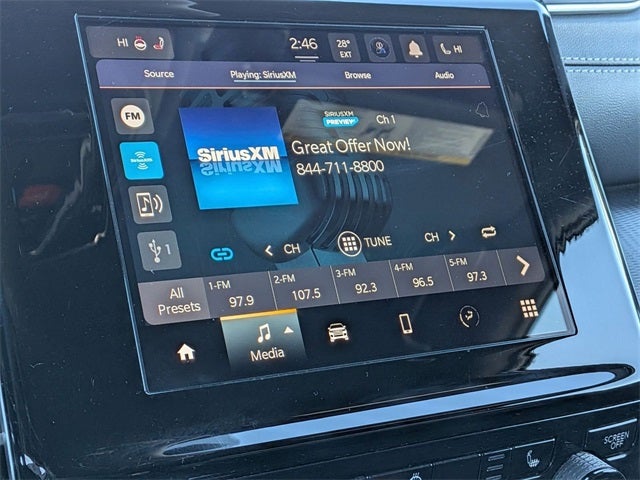 HI 2:46 28° EXT HI
Source Playing: SiriusXM Browse Audio
FM
SIRIUSXM
PREVIEW
Ch 1
SiriusXM
Great Offer Now!
844-711-8800
1
CH TUNE CH
All Presets
1-FM 97.9
2-FM 107.5
3-FM 92.3
4-FM 96.5
5-FM 97.3
Media
SCREEN
OFF